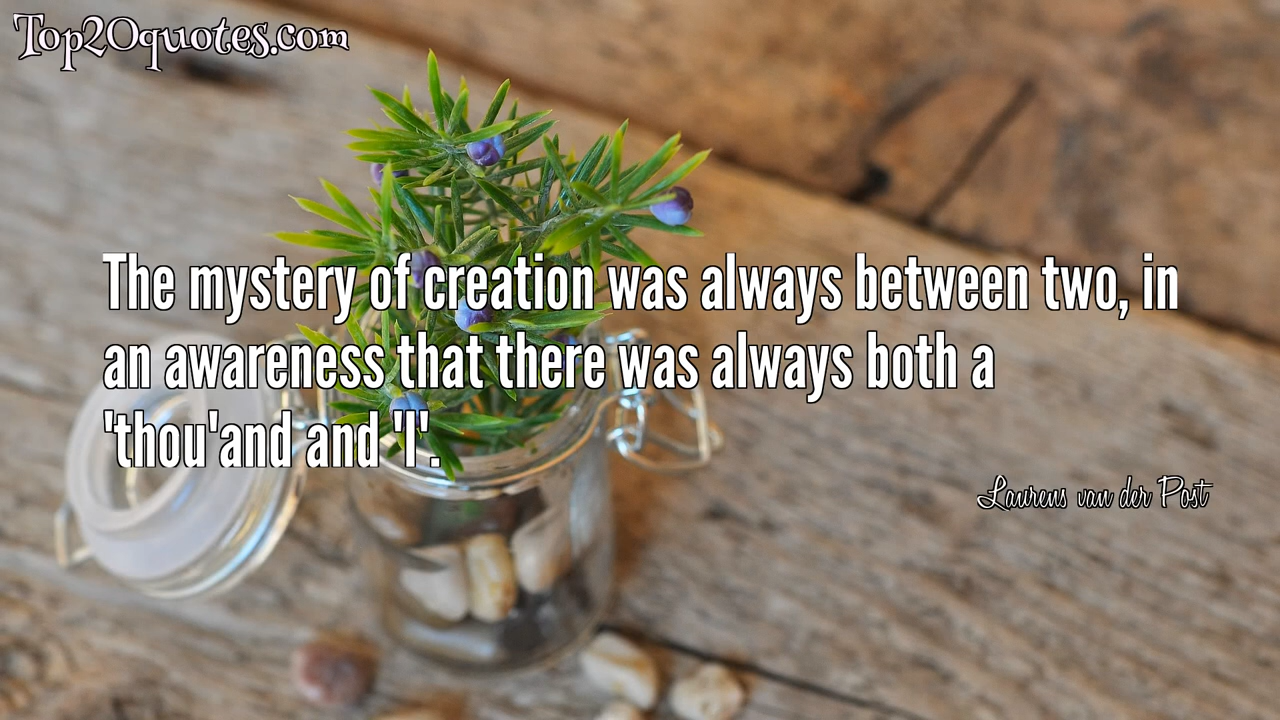 Top20quotes.com
The mystery of creation was always between two, in
an awareness that there was always both a
'thou'and and 'I'.
Laurens van der Post